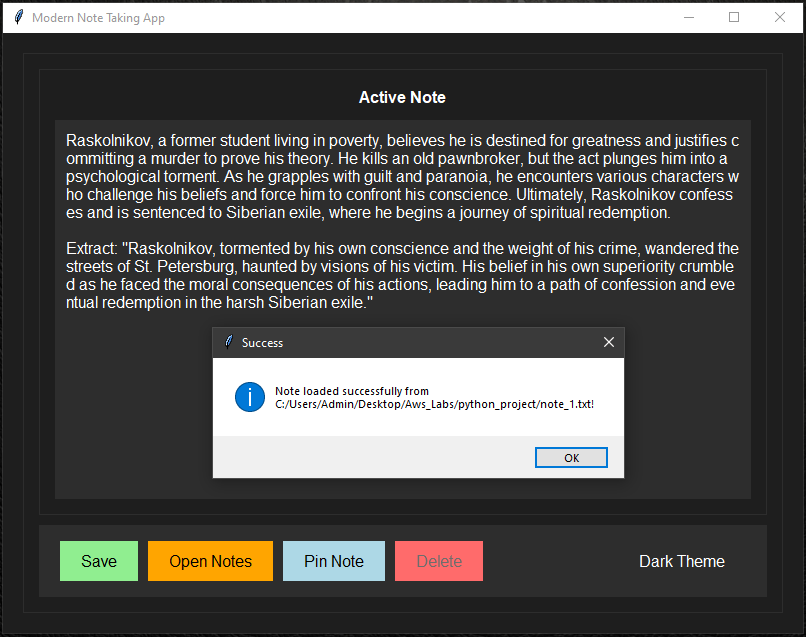 Modern Note Taking App
Active Note
Raskolnikov, a former student living in poverty, believes he is destined for greatness and justifies c
ommitting a murder to prove his theory. He kills an old pawnbroker, but the act plunges him into a
psychological torment. As he grapples with guilt and paranoia, he encounters various characters w
ho challenge his beliefs and force him to confront his conscience. Ultimately, Raskolnikov confess
es and is sentenced to Siberian exile, where he begins a journey of spiritual redemption.
Extract: "Raskolnikov, tormented by his own conscience and the weight of his crime, wandered the
streets of St. Petersburg, haunted by visions of his victim. His belief in his own superiority crumble
d as he faced the moral consequences of his actions, leading him to a path of confession and eve
ntual redemption in the harsh Siberian exile."
Success
Note loaded successfully from
C:/Users/Admin/Desktop/Aws_Labs/python_project/note_1.txt!
OK
Save
Open Notes
Pin Note
Delete
Dark Theme